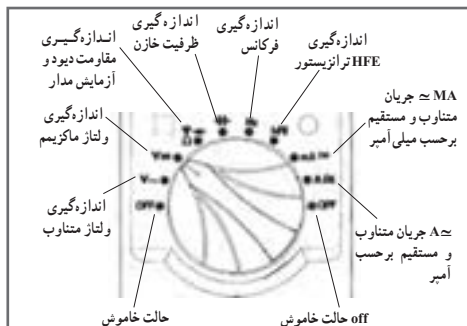 اندازه‌گیری
مقاومت دیود و
آزمایش مدار
اندازه‌گیری
ظرفیت خازن
اندازه‌گیری
فرکانس
اندازه‌گیری
HFE ترانزیستور
MA ≃ جریان
متناوب و مستقیم
برحسب میلی‌آمپر
اندازه‌گیری
ولتاژ ماکزیمم
اندازه‌گیری
ولتاژ متناوب
A≃ جریان متناوب
و مستقیم برحسب
آمپر
OFF
OFF
حالت خاموش
off حالت خاموش